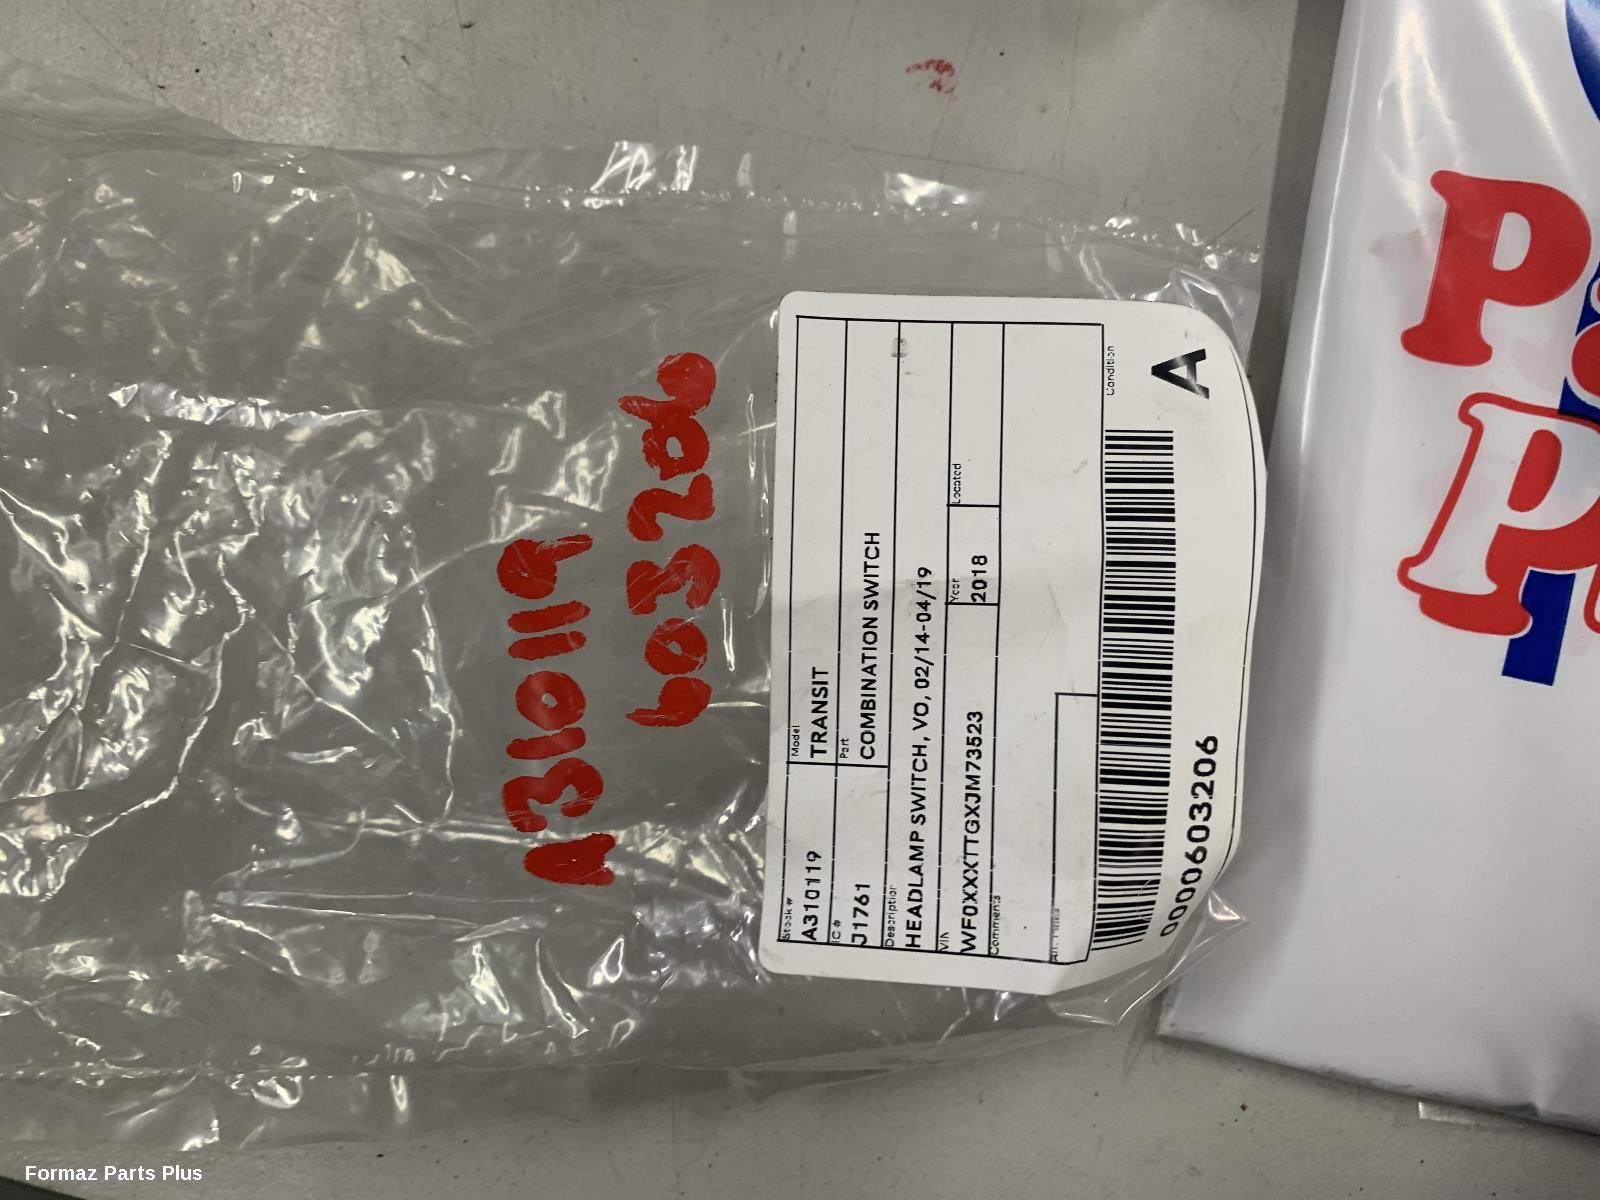 A310119
603206
Stock #
A310119
Model
TRANSIT
IC #
J1761
Part
COMBINATION SWITCH
Description
HEADLAMP SWITCH, VO, 02/14-04/19
VIN
WF0XXXTTGXJM73523
Year
2018
Located
Comments
Condition
A
0000603206
P
P
Formaz Parts Plus